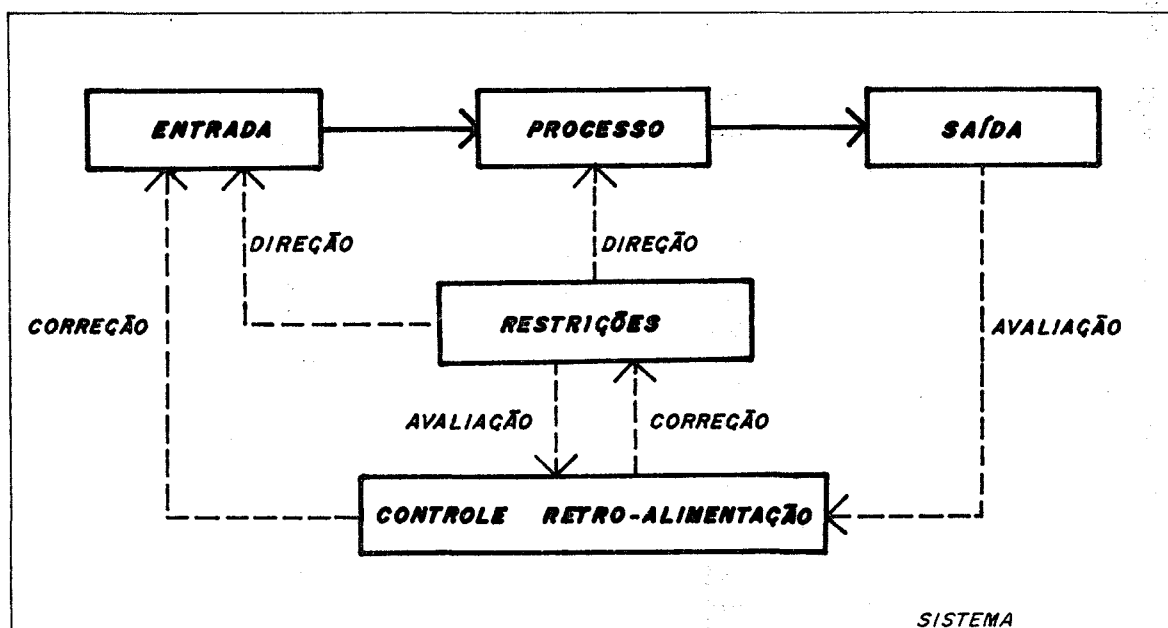 ENTRADA
PROCESSO
SAÍDA
DIREÇÃO
DIREÇÃO
CORREÇÃO
RESTRIÇÕES
AVALIAÇÃO
AVALIAÇÃO
CORREÇÃO
CONTROLE RETRO-ALIMENTAÇÃO
SISTEMA